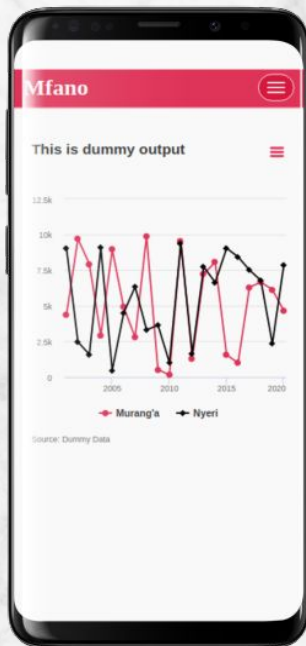 Mfano
This is dummy output
12.5k
10k
7.5k
5k
2.5k
0
2005
2010
2015
2020
Murang'a
Nyeri
Source: Dummy Data